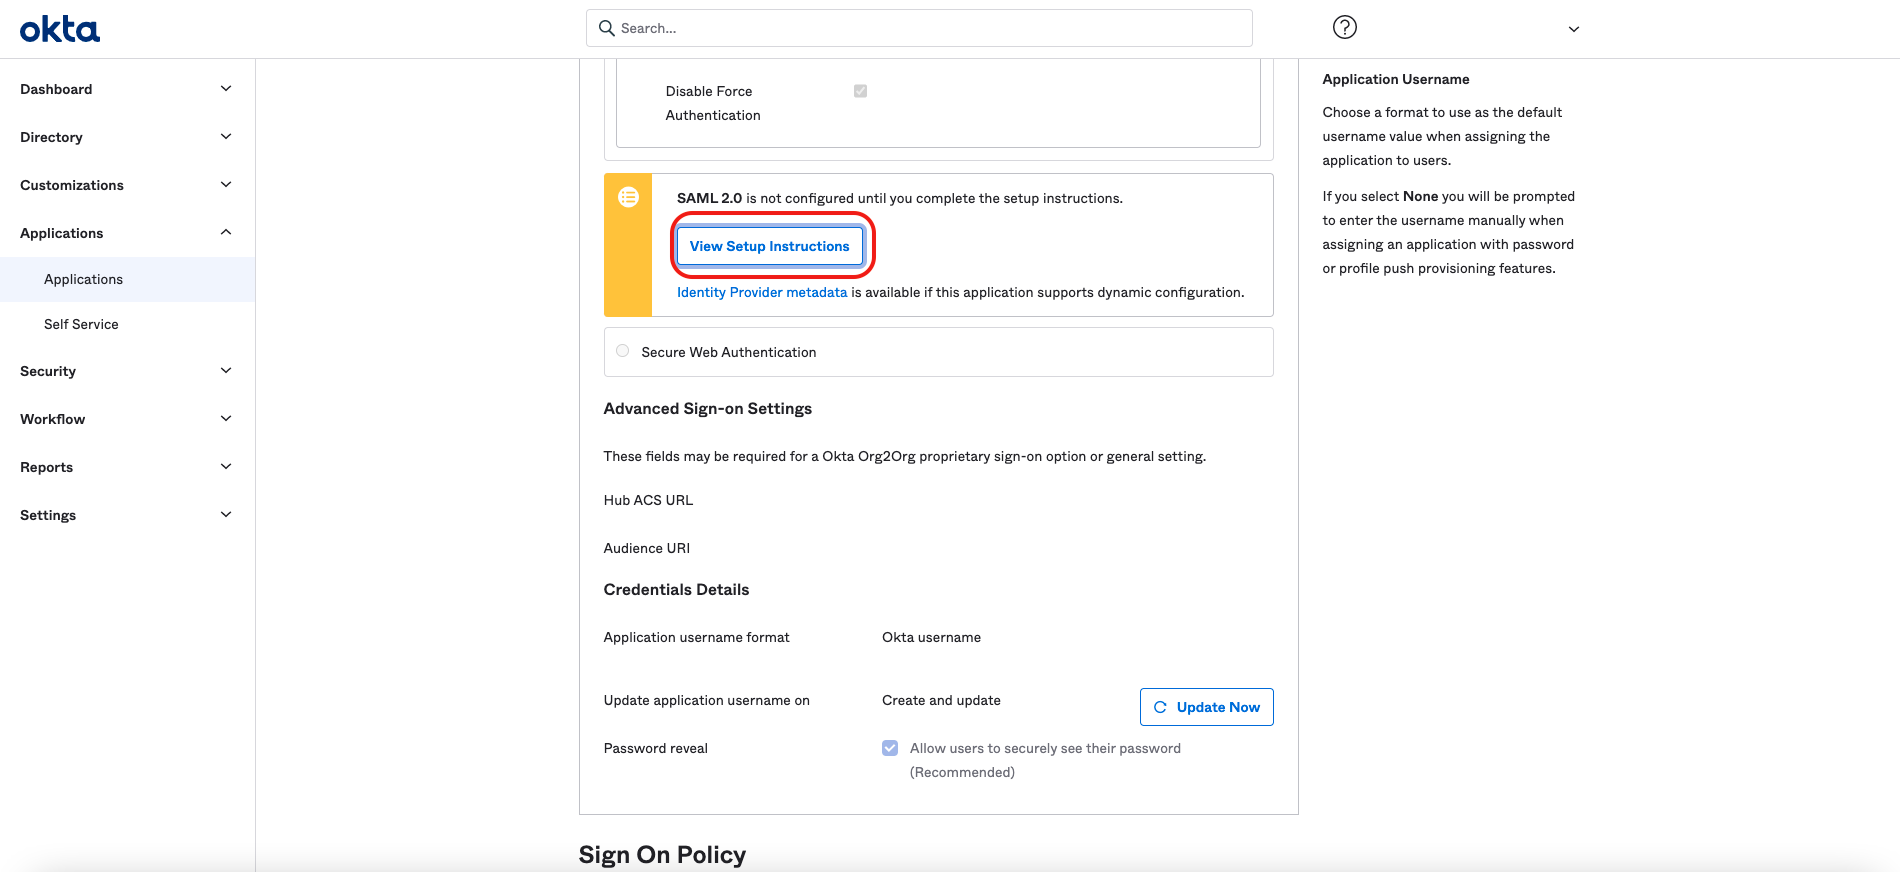 okta
Search...
Dashboard
Directory
Customizations
Applications
Applications
Self Service
Security
Workflow
Reports
Settings
Disable Force
Authentication
SAML 2.0 is not configured until you complete the setup instructions.
View Setup Instructions
Identity Provider metadata is available if this application supports dynamic configuration.
Secure Web Authentication
Advanced Sign-on Settings
These fields may be required for a Okta Org2Org proprietary sign-on option or general setting.
Hub ACS URL
Audience URI
Credentials Details
Application username format
Okta username
Update application username on
Create and update
Update Now
Password reveal
Allow users to securely see their password
(Recommended)
Sign On Policy
Application Username
Choose a format to use as the default
username value when assigning the
application to users.
If you select None you will be prompted
to enter the username manually when
assigning an application with password
or profile push provisioning features.